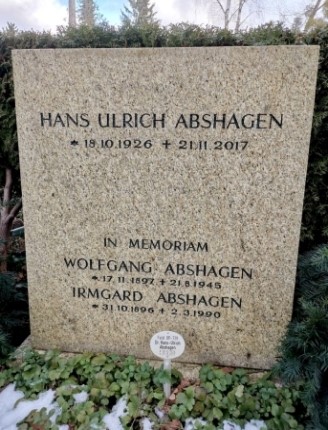 HANS ULRICH ABSHAGEN
* 18.10.1926 + 21.11.2017
IN MEMORIAM
WOLFGANG ABSHAGEN
* 17.11.1897 + 21.8.1945
IRMGARD ABSHAGEN
* 31.10.1896 + 2.3.1990
Abshagen